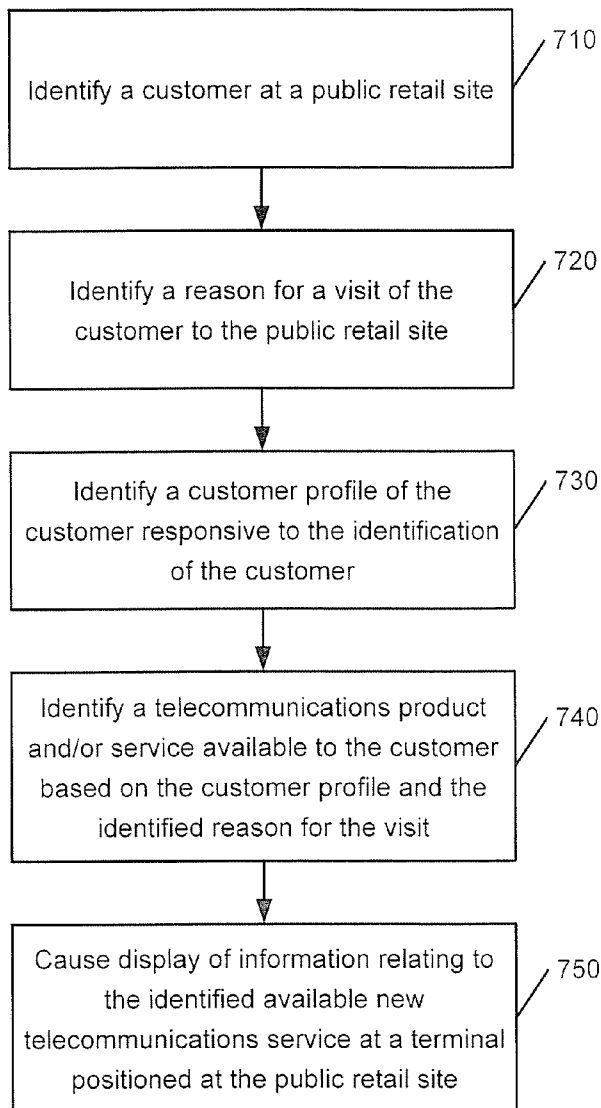 710
Identify a customer at a public retail site
720
Identify a reason for a visit of the
customer to the public retail site
730
Identify a customer profile of the
customer responsive to the identification
of the customer
740
Identify a telecommunications product
and/or service available to the customer
based on the customer profile and the
identified reason for the visit
750
Cause display of information relating to
the identified available new
telecommunications service at a terminal
positioned at the public retail site